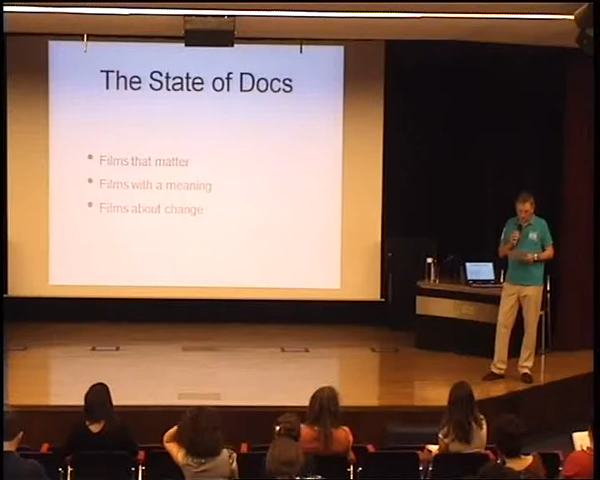 The State of Docs
Films that matter
Films with a meaning
Films about change